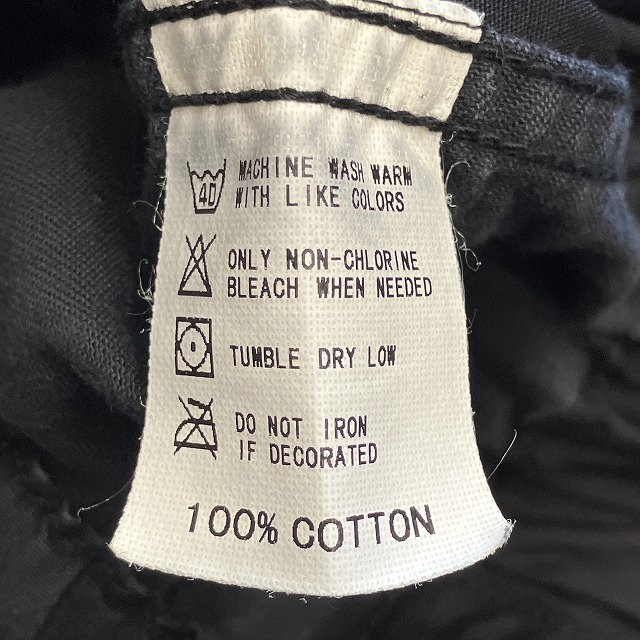 40
MACHINE WASH WARM
WITH LIKE COLORS
ONLY NON-CHLORINE
BLEACH WHEN NEEDED
TUMBLE DRY LOW
DO NOT IRON
IF DECORATED
100% COTTON